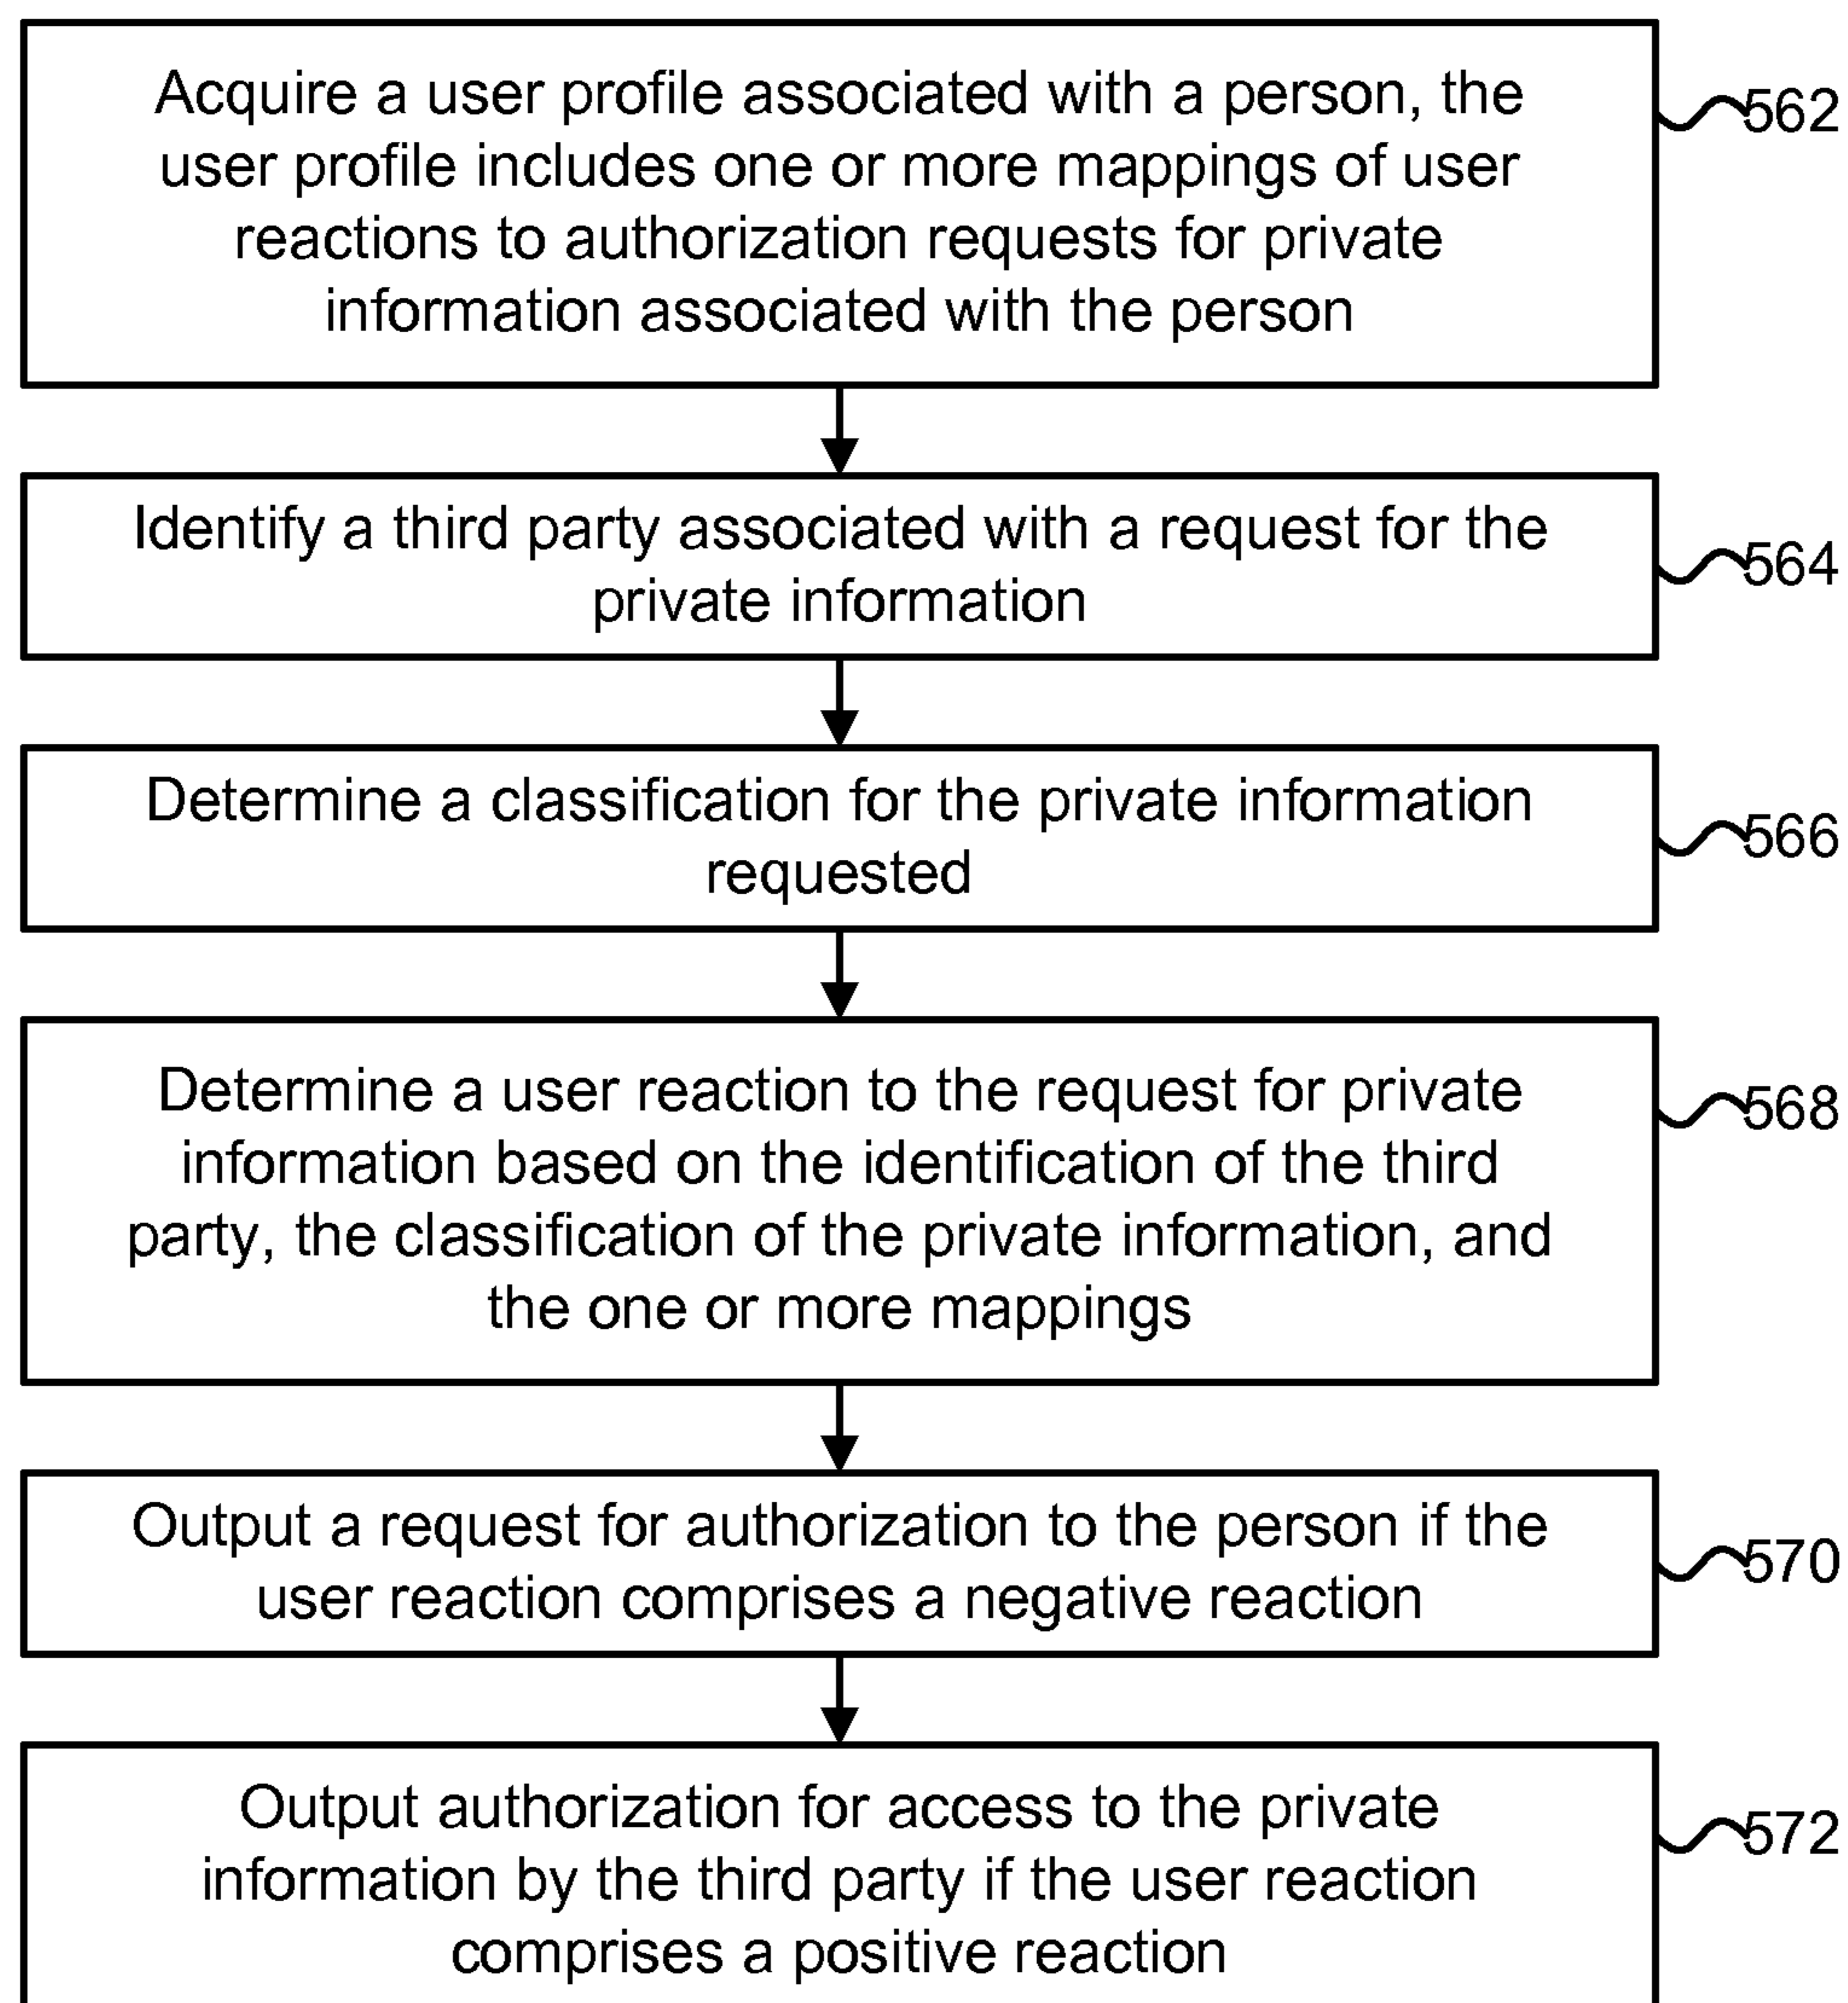 Acquire a user profile associated with a person, the
user profile includes one or more mappings of user
reactions to authorization requests for private
information associated with the person
562
Identify a third party associated with a request for the
private information
564
Determine a classification for the private information
requested
566
Determine a user reaction to the request for private
information based on the identification of the third
party, the classification of the private information, and
the one or more mappings
568
Output a request for authorization to the person if the
user reaction comprises a negative reaction
570
Output authorization for access to the private
information by the third party if the user reaction
comprises a positive reaction
572